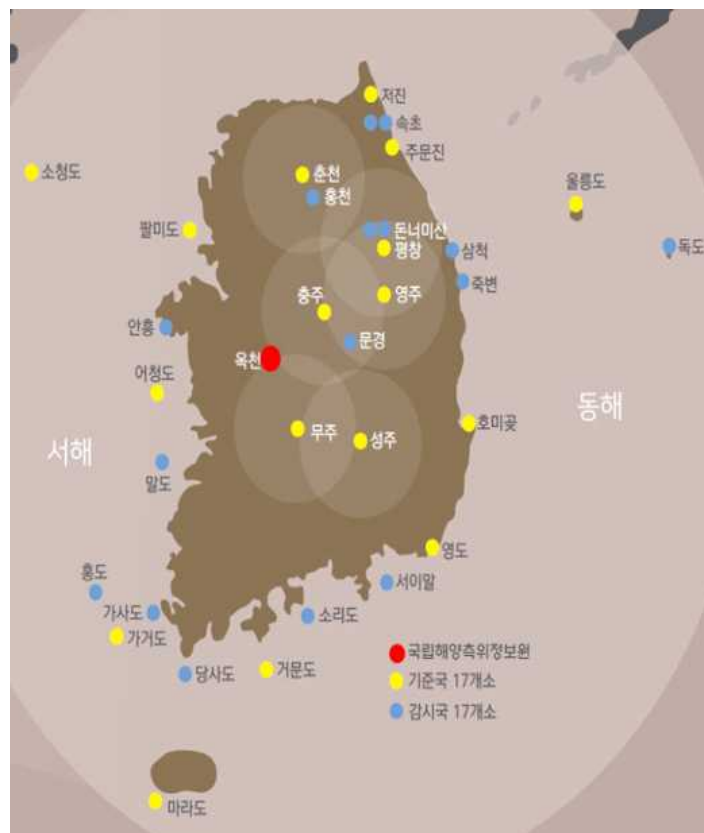 저진
속초
주문진
소청도
춘천
홍천
울릉도
팔미도
돈너미산
평창
삼척
독도
죽변
충주
영주
안흥
문경
옥천
어청도
동해
호미곶
무주
성주
서해
말도
영도
홍도
서이말
가사도
소리도
가거도
국립해양측위정보원
당사도
거문도
기준국 17개소
감시국 17개소
마라도